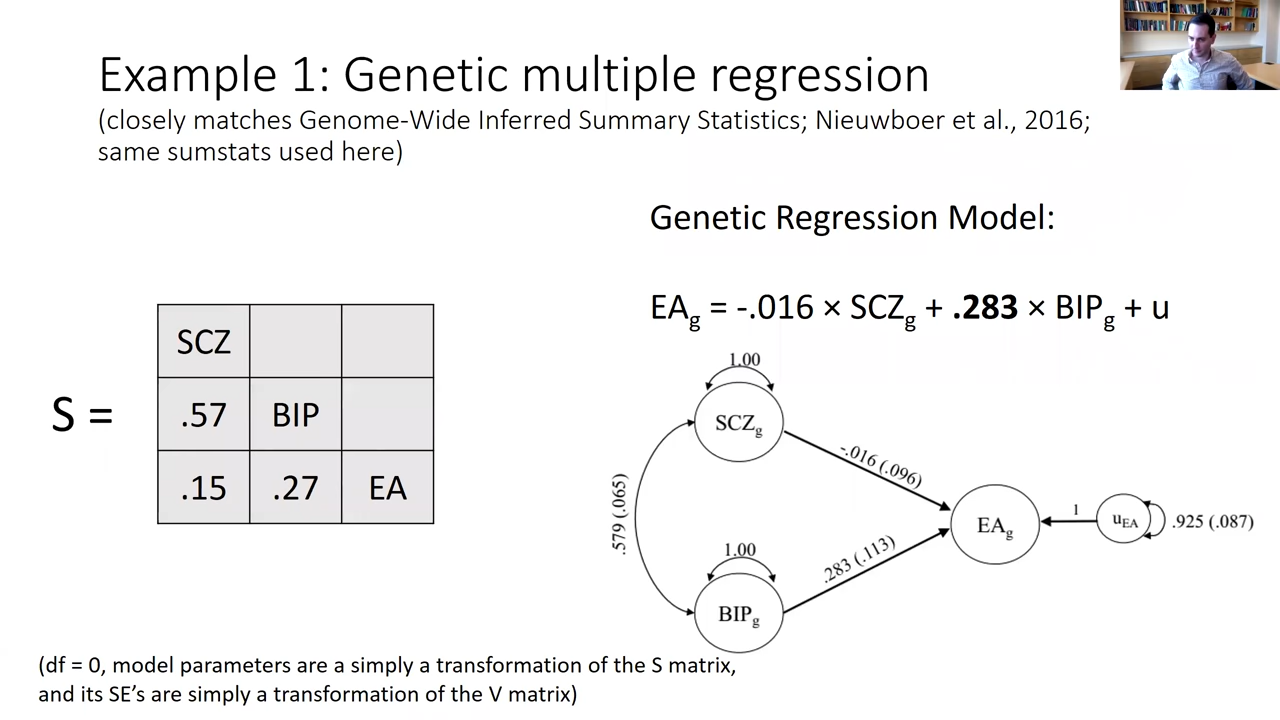 Example 1: Genetic multiple regression
(closely matches Genome-Wide Inferred Summary Statistics; Nieuwboer et al., 2016;
same sumstats used here)
Genetic Regression Model:
EAg = -.016 × SCZg + .283 × BIPg + u
S =
SCZ
.57 BIP
.15 .27 EA
1.00
SCZg
-.016 (.096)
.579 (.065)
EAg
1
uEA
.925 (.087)
1.00
.283 (.113)
BIPg
(df = 0, model parameters are a simply a transformation of the S matrix,
and its SE’s are simply a transformation of the V matrix)